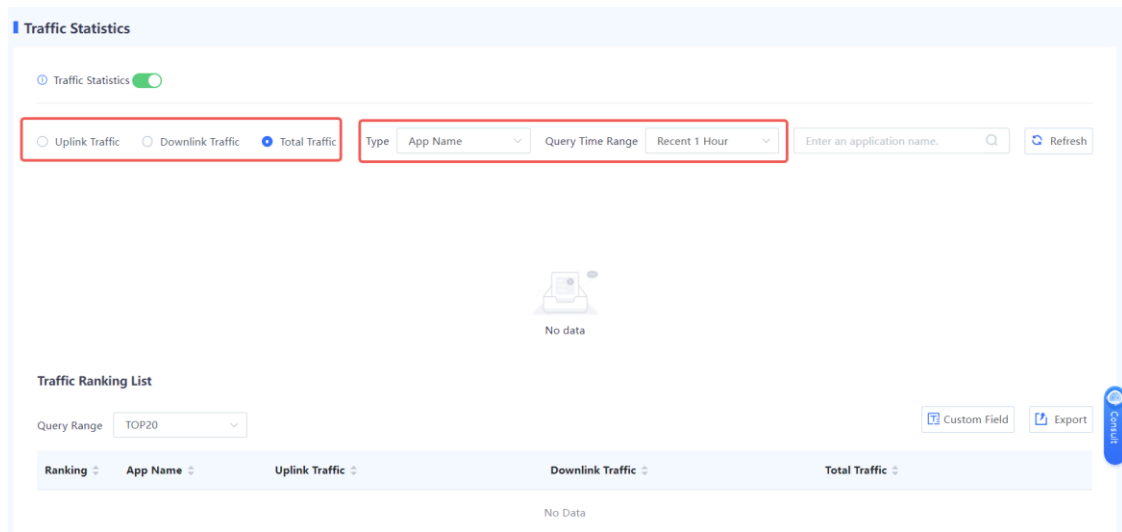 Traffic Statistics
Traffic Statistics
Uplink Traffic Downlink Traffic Total Traffic Type App Name Query Time Range Recent 1 Hour Enter an application name. Refresh
No data
Traffic Ranking List
Query Range TOP20 Custom Field Export
Consult
Ranking App Name Uplink Traffic Downlink Traffic Total Traffic
No Data